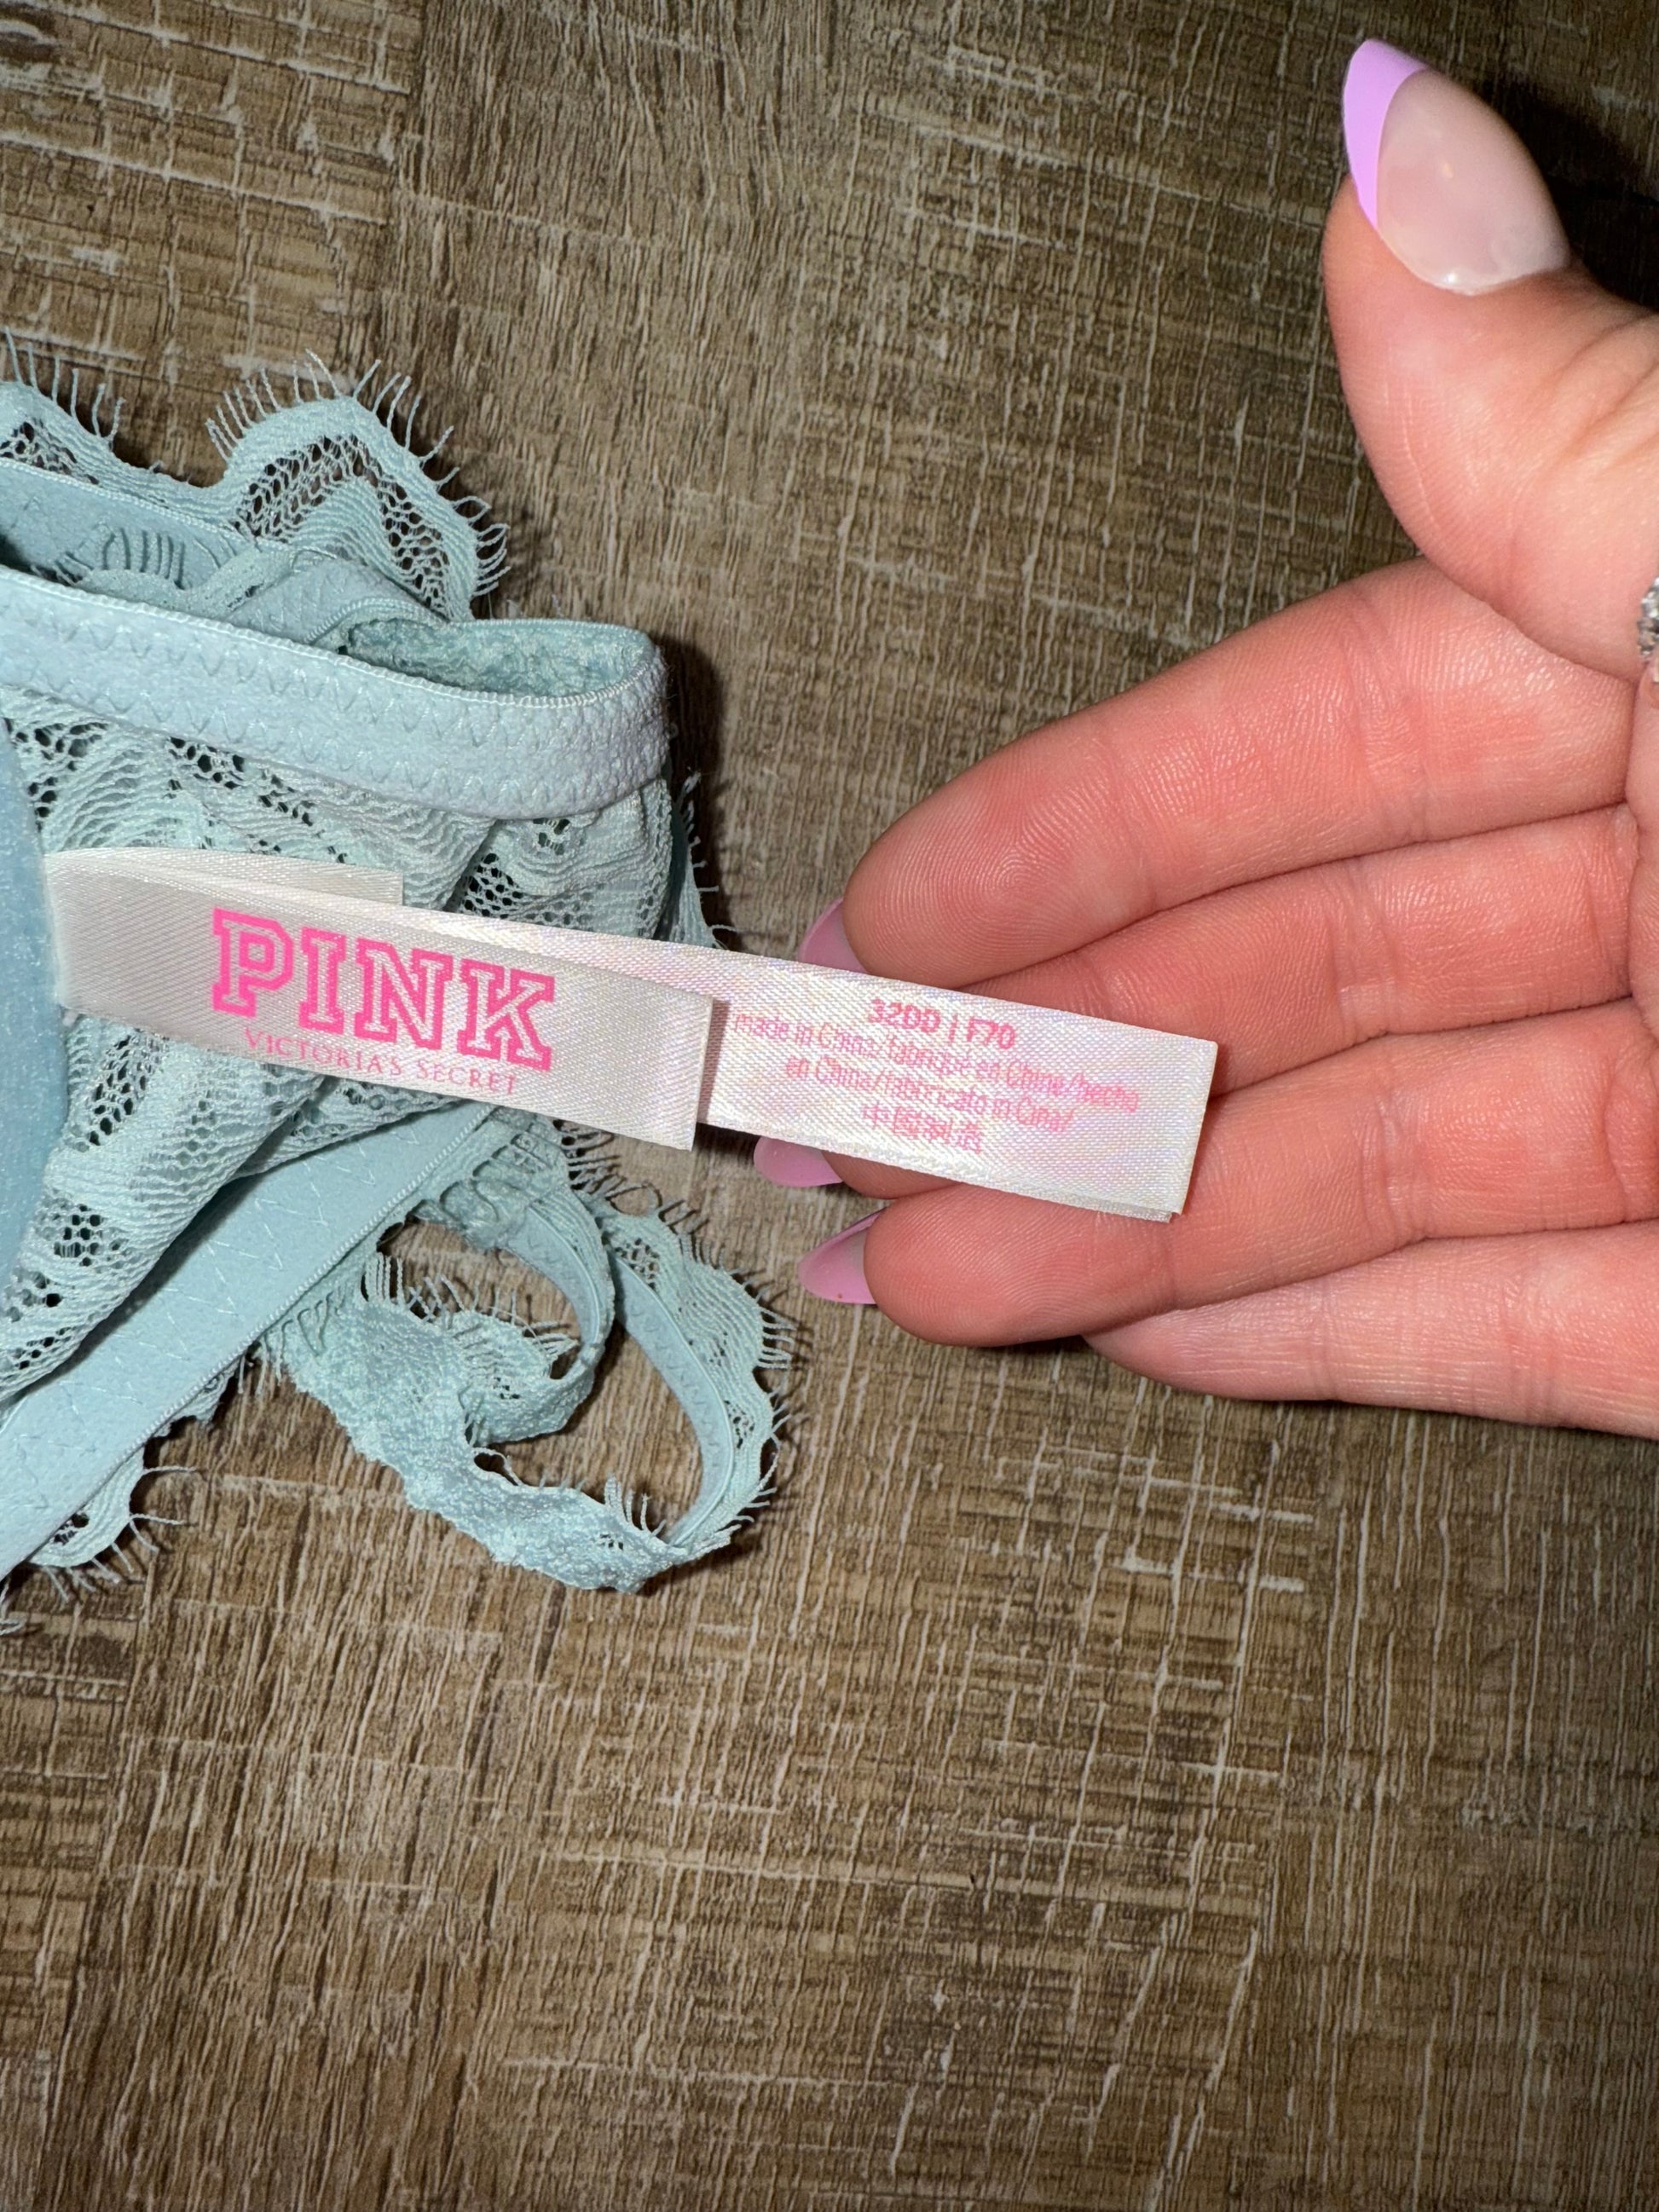 PINK
VICTORIA'S SECRET
32DD | F70
made in China/fabriqué en Chine/hecho
en China/fabbricato in Cina/
中国制造